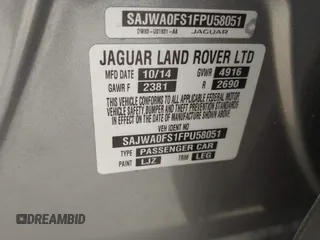 SAJWA0FS1FPU58051
JAGUAR
JAGUAR LAND ROVER LTD
MFD DATE 10/14 GVWR 4916
GAWR F 2381 R 2690
THIS VEHICLE CONFORMS TO ALL APPLICABLE FEDERAL MOTOR
VEHICLE SAFETY, BUMPER AND THEFT PREVENTION STANDARDS
IN EFFECT ON THE DATE OF MANUFACTURE SHOWN ABOVE
VEH IDENT NO
SAJWA0FS1FPU58051
TYPE PASSENGER CAR
PAINT LJZ TRIM LEG
DREAMBID